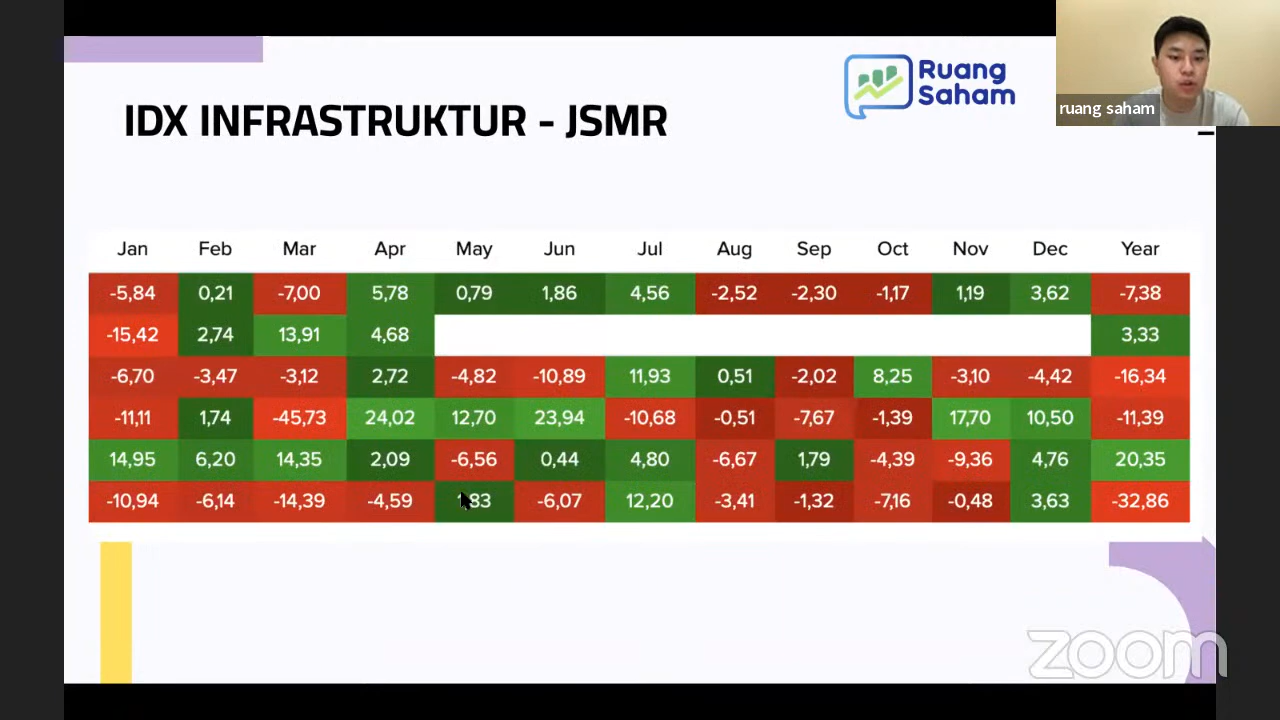 Ruang
Saham
ruang saham
IDX INFRASTRUKTUR - JSMR
Jan Feb Mar Apr May Jun Jul Aug Sep Oct Nov Dec Year
-5,84 0,21 -7,00 5,78 0,79 1,86 4,56 -2,52 -2,30 -1,17 1,19 3,62 -7,38
-15,42 2,74 13,91 4,68 3,33
-6,70 -3,47 -3,12 2,72 -4,82 -10,89 11,93 0,51 -2,02 8,25 -3,10 -4,42 -16,34
-11,11 1,74 -45,73 24,02 12,70 23,94 -10,68 -0,51 -7,67 -1,39 17,70 10,50 -11,39
14,95 6,20 14,35 2,09 -6,56 0,44 4,80 -6,67 1,79 -4,39 -9,36 4,76 20,35
-10,94 -6,14 -14,39 -4,59 -6,07 12,20 -3,41 -1,32 -7,16 -0,48 3,63 -32,86
zoom